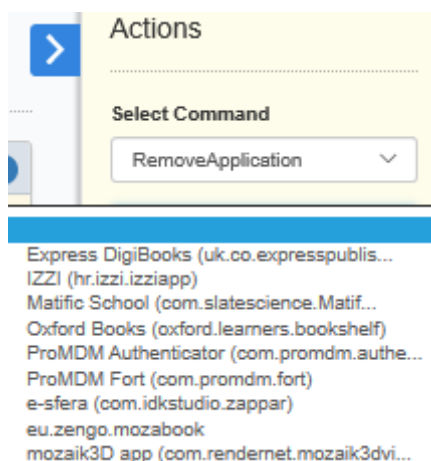 Actions
Select Command
RemoveApplication
Express DigiBooks (uk.co.expresspublis...
IZZI (hr.izzi.izziapp)
Matific School (com.slatescience.Matif...
Oxford Books (oxford.learners.bookshelf)
ProMDM Authenticator (com.promdm.authe...
ProMDM Fort (com.promdm.fort)
e-sfera (com.idkstudio.zappar)
eu.zengo.mozabook
mozaik3D app (com.rendernet.mozaik3dvi...